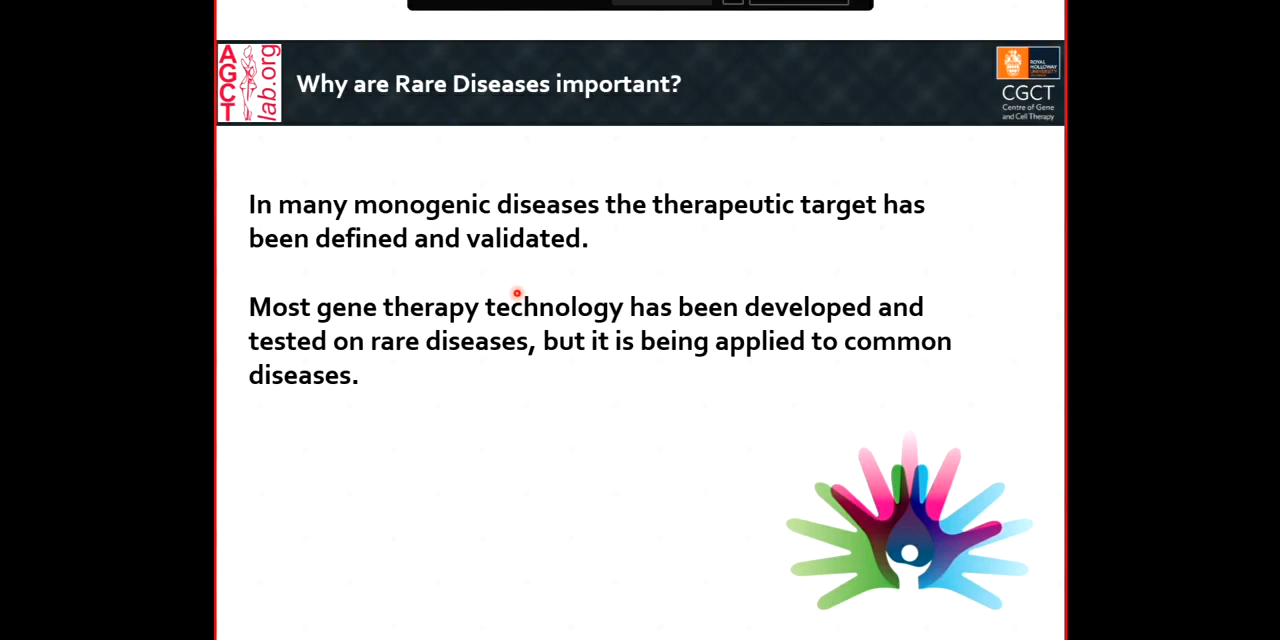 AGCT
lab.org
Why are Rare Diseases important?
ROYAL
HOLLOWAY
UNIVERSITY
CGCT
Centre of Gene
and Cell Therapy
In many monogenic diseases the therapeutic target has
been defined and validated.
Most gene therapy technology has been developed and
tested on rare diseases, but it is being applied to common
diseases.